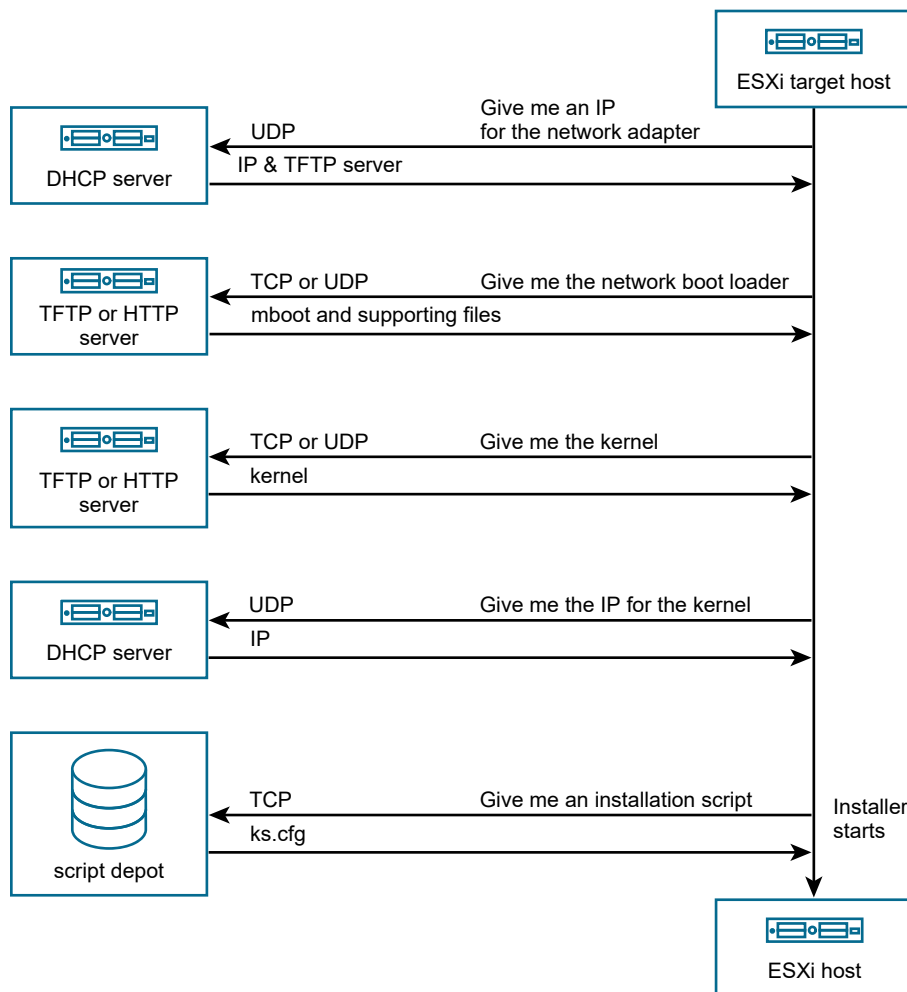 ESXi target host
Give me an IP
for the network adapter
UDP
IP & TFTP server
DHCP server
TCP or UDP
Give me the network boot loader
mboot and supporting files
TFTP or HTTP
server
TCP or UDP
Give me the kernel
kernel
TFTP or HTTP
server
UDP
Give me the IP for the kernel
IP
DHCP server
TCP
Give me an installation script
ks.cfg
script depot
Installer
starts
ESXi host